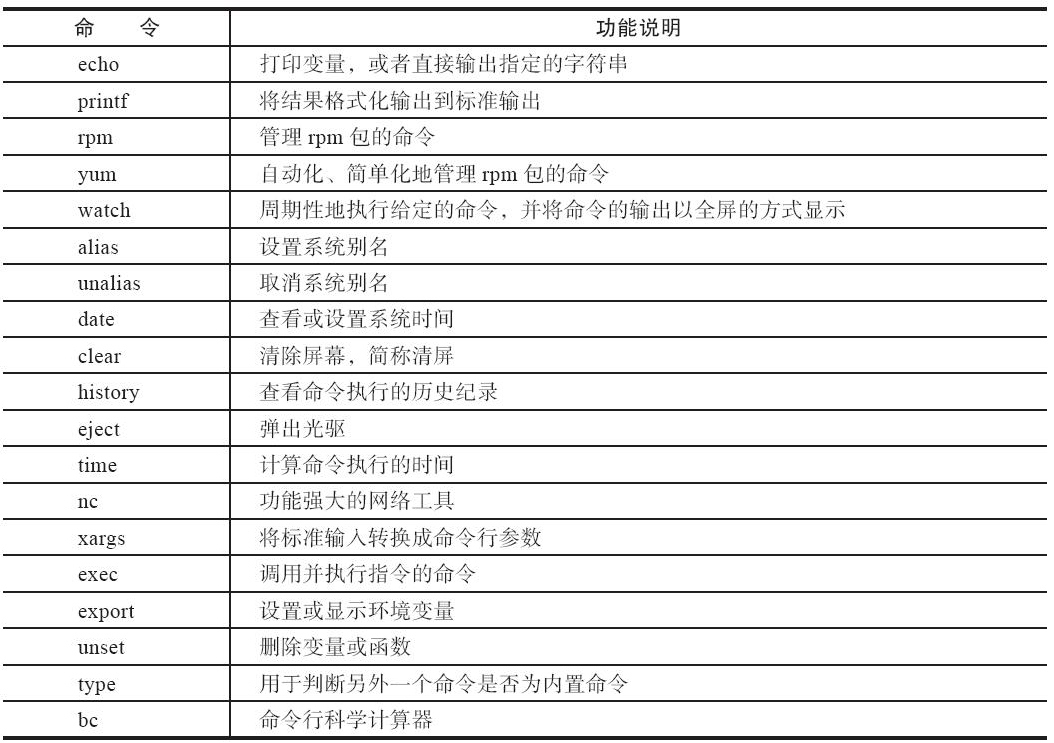 命 令 功能说明
echo 打印变量，或者直接输出指定的字符串
printf 将结果格式化输出到标准输出
rpm 管理 rpm 包的命令
yum 自动化、简单化地管理 rpm 包的命令
watch 周期性地执行给定的命令，并将命令的输出以全屏的方式显示
alias 设置系统别名
unalias 取消系统别名
date 查看或设置系统时间
clear 清除屏幕，简称清屏
history 查看命令执行的历史纪录
eject 弹出光驱
time 计算命令执行的时间
nc 功能强大的网络工具
xargs 将标准输入转换成命令行参数
exec 调用并执行指令的命令
export 设置或显示环境变量
unset 删除变量或函数
type 用于判断另外一个命令是否为内置命令
bc 命令行科学计算器